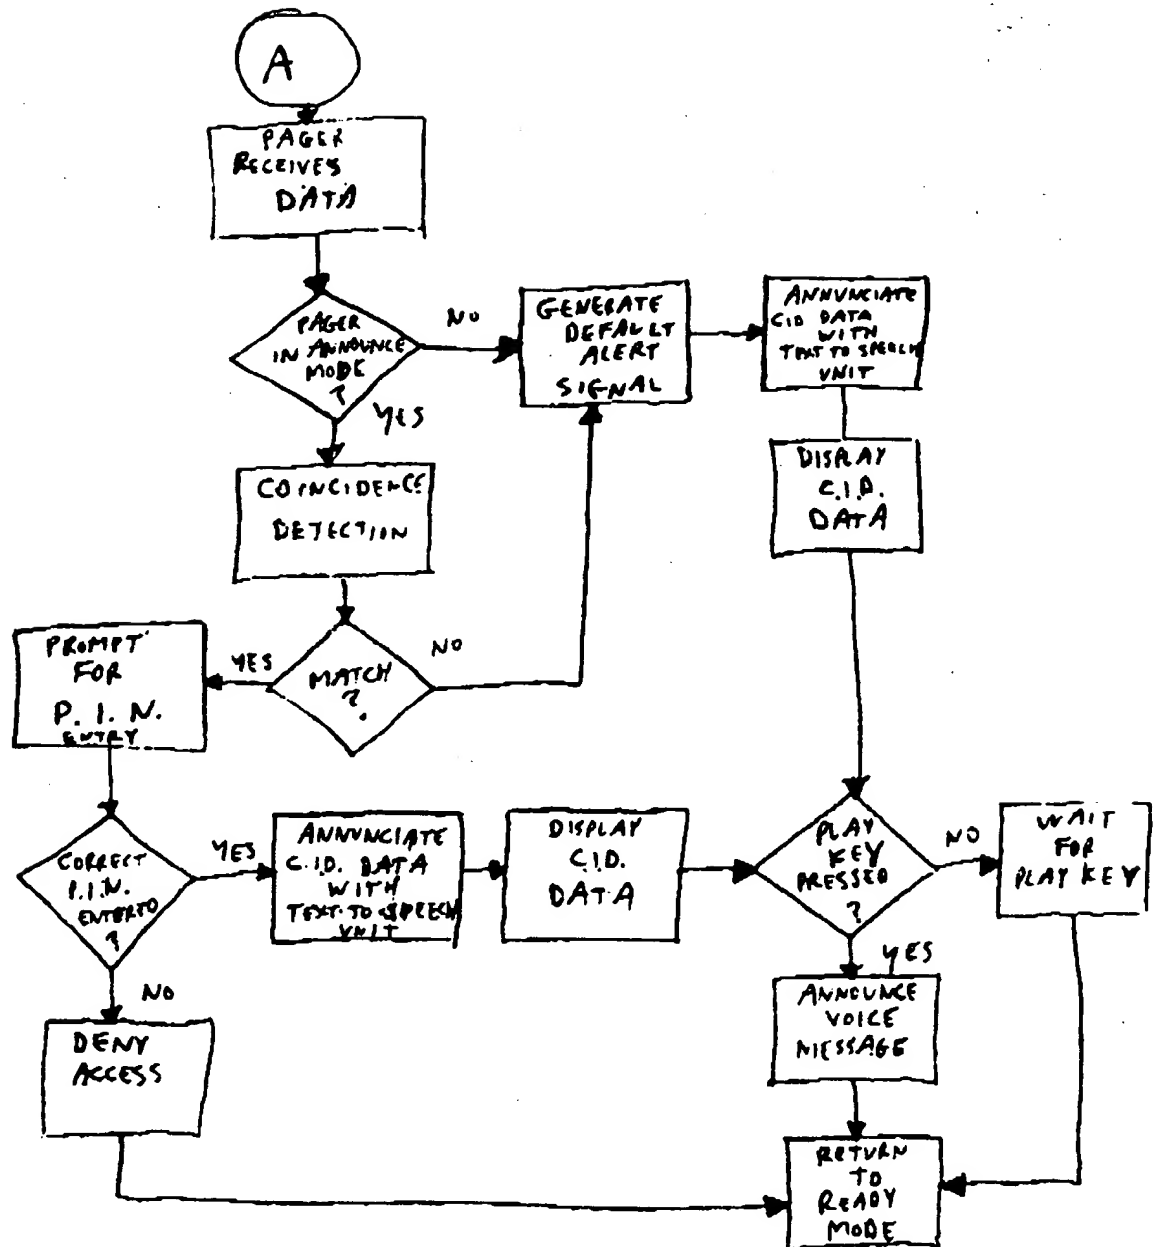 A
PAGER
RECEIVES
DATA
PAGER
IN ANNOUNCE
MODE
?
NO
YES
GENERATE
DEFAULT
ALERT
SIGNAL
ANNUNCIATE
CID DATA
WITH
TEXT TO SPEECH
UNIT
DISPLAY
C.I.D.
DATA
COINCIDENCE
DETECTION
MATCH
?
YES
NO
PROMPT
FOR
P. I. N.
ENTRY
CORRECT
P.I.N.
ENTERED
?
YES
NO
ANNUNCIATE
C.I.D. DATA
WITH
TEXT-TO-SPEECH
UNIT
DISPLAY
C.I.D.
DATA
PLAY
KEY
PRESSED
?
NO
YES
WAIT
FOR
PLAY KEY
ANNOUNCE
VOICE
MESSAGE
DENY
ACCESS
RETURN
TO
READY
MODE